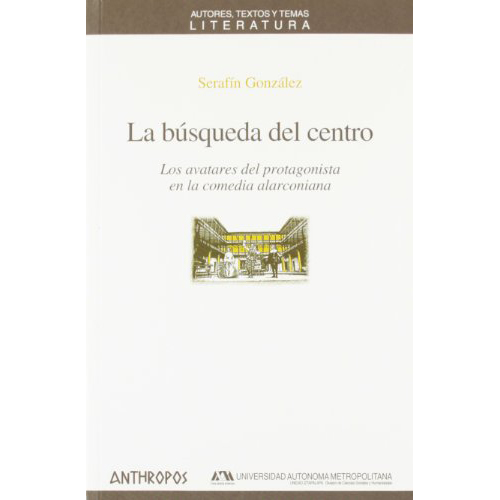 AUTORES, TEXTOS Y TEMAS
LITERATURA
Serafín González
La búsqueda del centro
Los avatares del protagonista
en la comedia alarconiana
ANTHROPOS
UNIVERSIDAD AUTONOMA METROPOLITANA